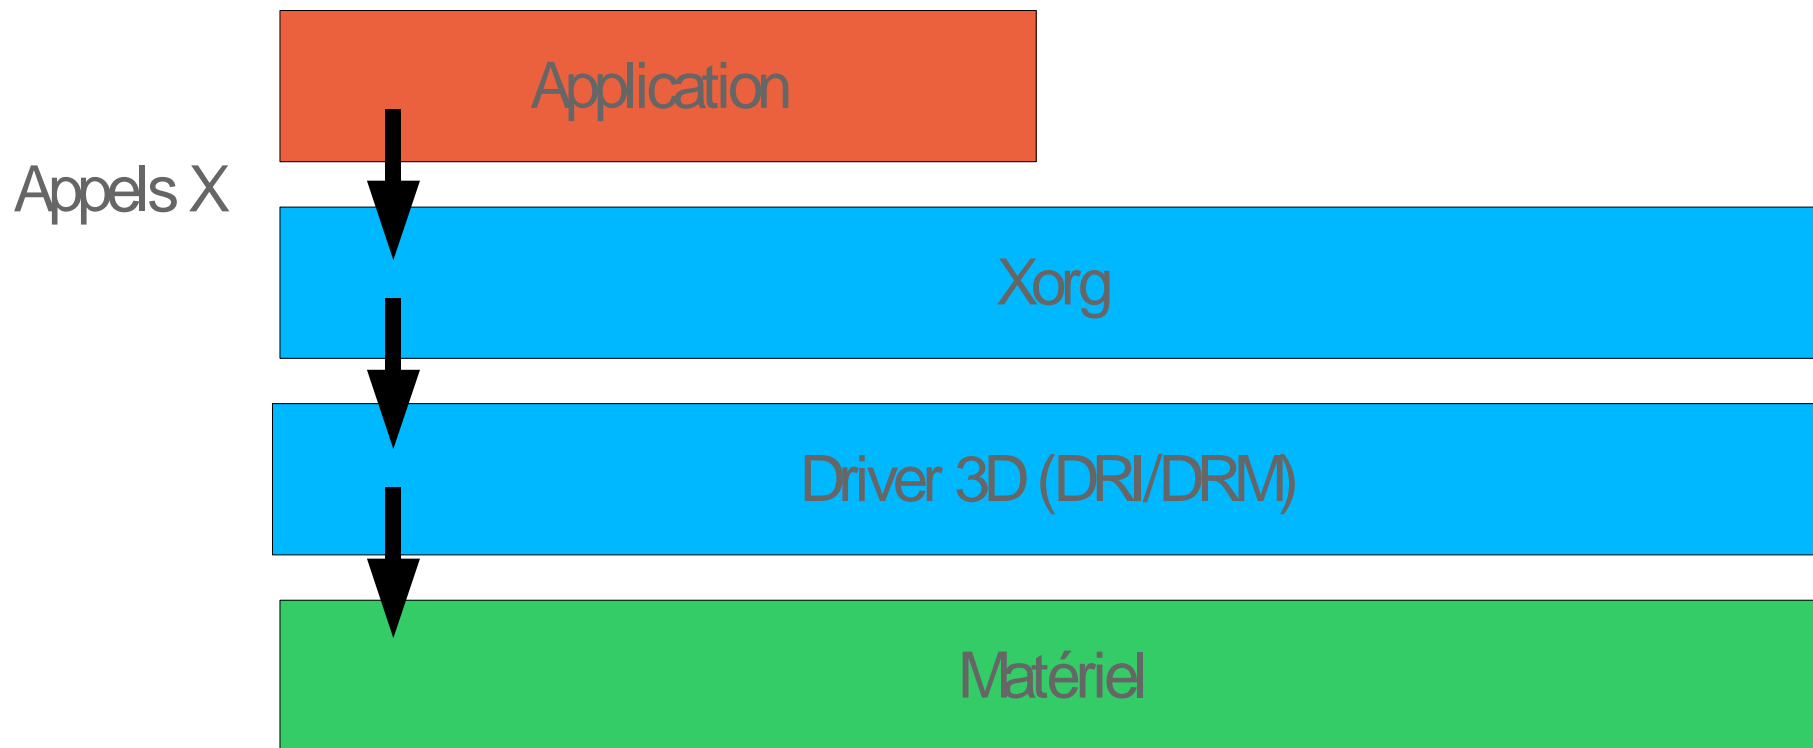 Application
Appels X
Xorg
Driver 3D (DRI/DRM)
Matériel